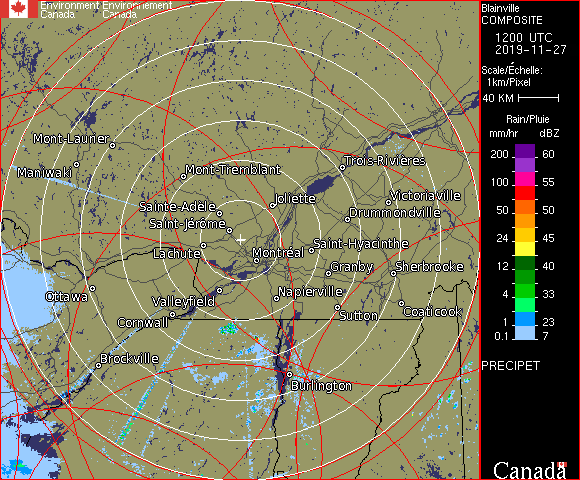 Environment Environnement
Canada Canada
Blainville
COMPOSITE
1200 UTC
2019-11-27
Scale/Échelle:
1km/Pixel
40 KM
Rain/Pluie
mm/hr dBZ
200 60
100 55
50 50
24 45
12 40
4 33
1 23
0.1 7
PRECIPET
Canada
Mont-Laurier
Maniwaki
Mont-Tremblant
Trois-Rivières
Joliette
Victoriaville
Sainte-Adèle
Drummondville
Saint-Jérôme
Lachute
Saint-Hyacinthe
Montréal
Granby
Sherbrooke
Ottawa
Valleyfield
Napierville
Cornwall
Sutton
Coaticook
Brockville
Burlington